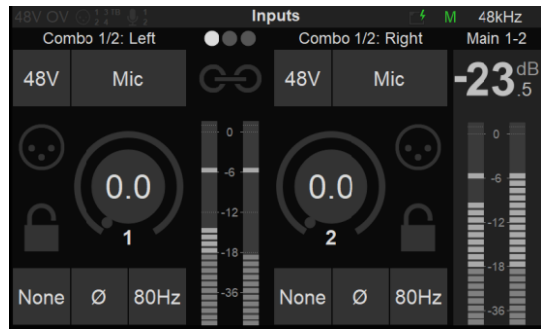 48V OV Inputs M 48kHz
Combo 1/2: Left Combo 1/2: Right Main 1-2
48V Mic 48V Mic -23.5 dB
0 0
-6 -6
0.0 0.0
-12 -12
1 2
-18 -18
None Ø 80Hz -36 None Ø 80Hz -36